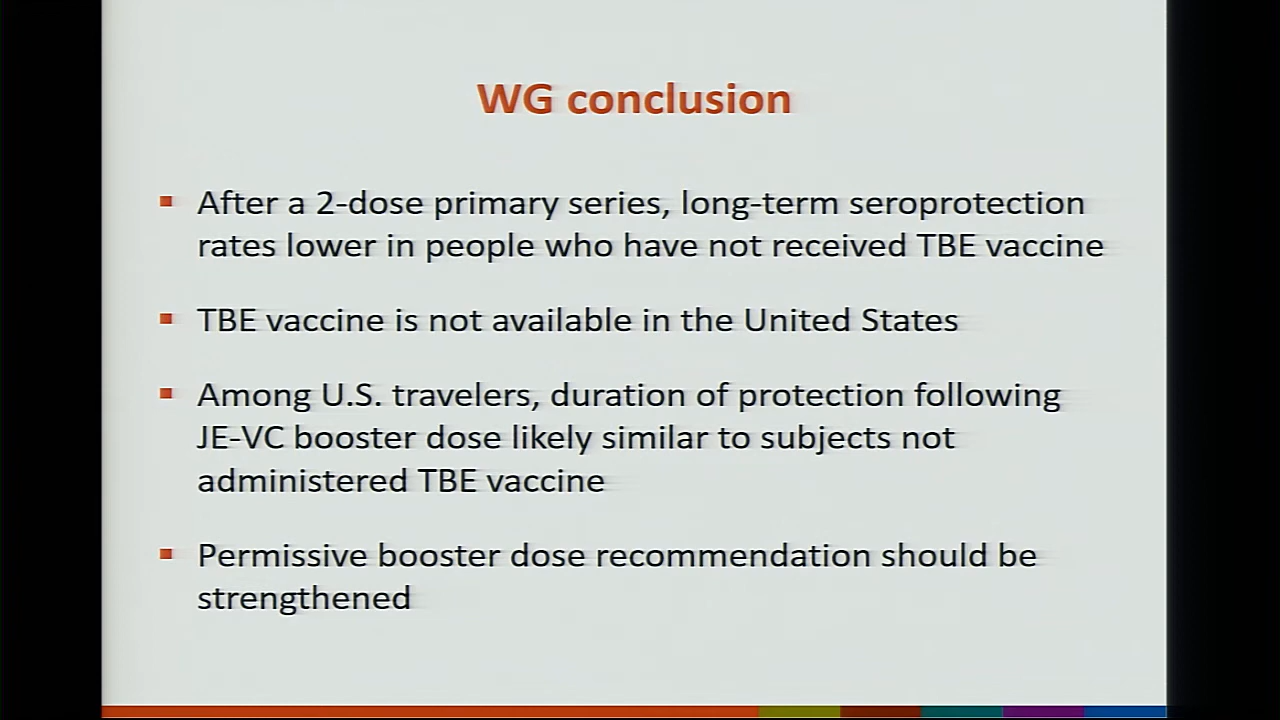 WG conclusion
After a 2-dose primary series, long-term seroprotection
rates lower in people who have not received TBE vaccine
TBE vaccine is not available in the United States
Among U.S. travelers, duration of protection following
JE-VC booster dose likely similar to subjects not
administered TBE vaccine
Permissive booster dose recommendation should be
strengthened